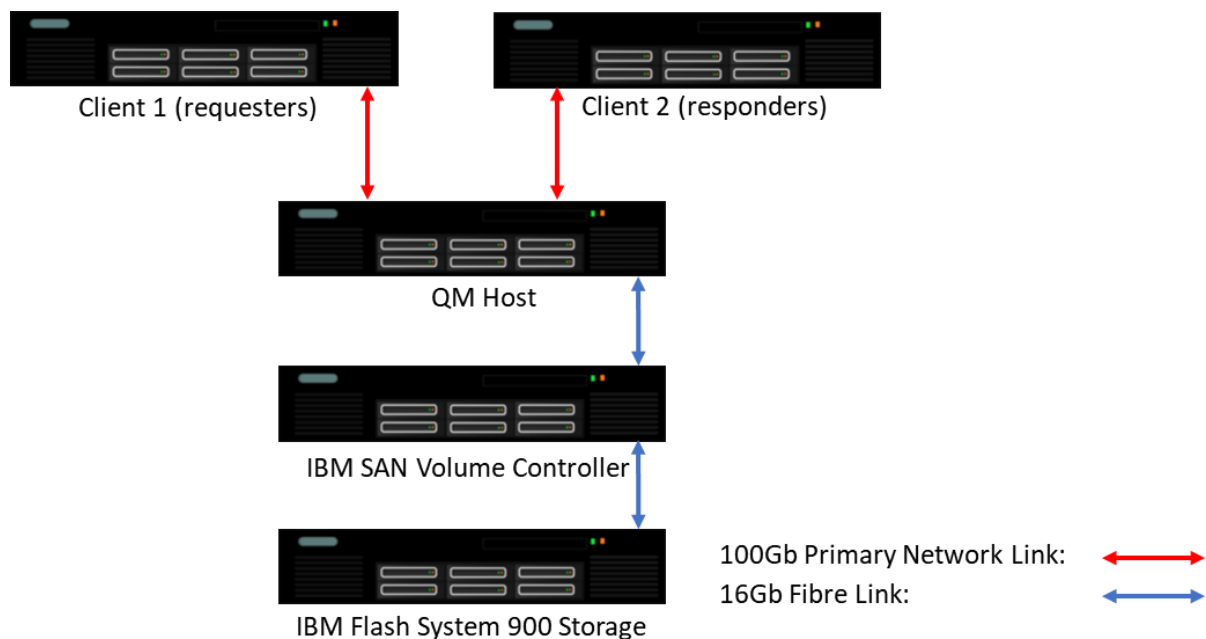 Client 1 (requesters)
Client 2 (responders)
QM Host
IBM SAN Volume Controller
IBM Flash System 900 Storage
100Gb Primary Network Link:
16Gb Fibre Link: